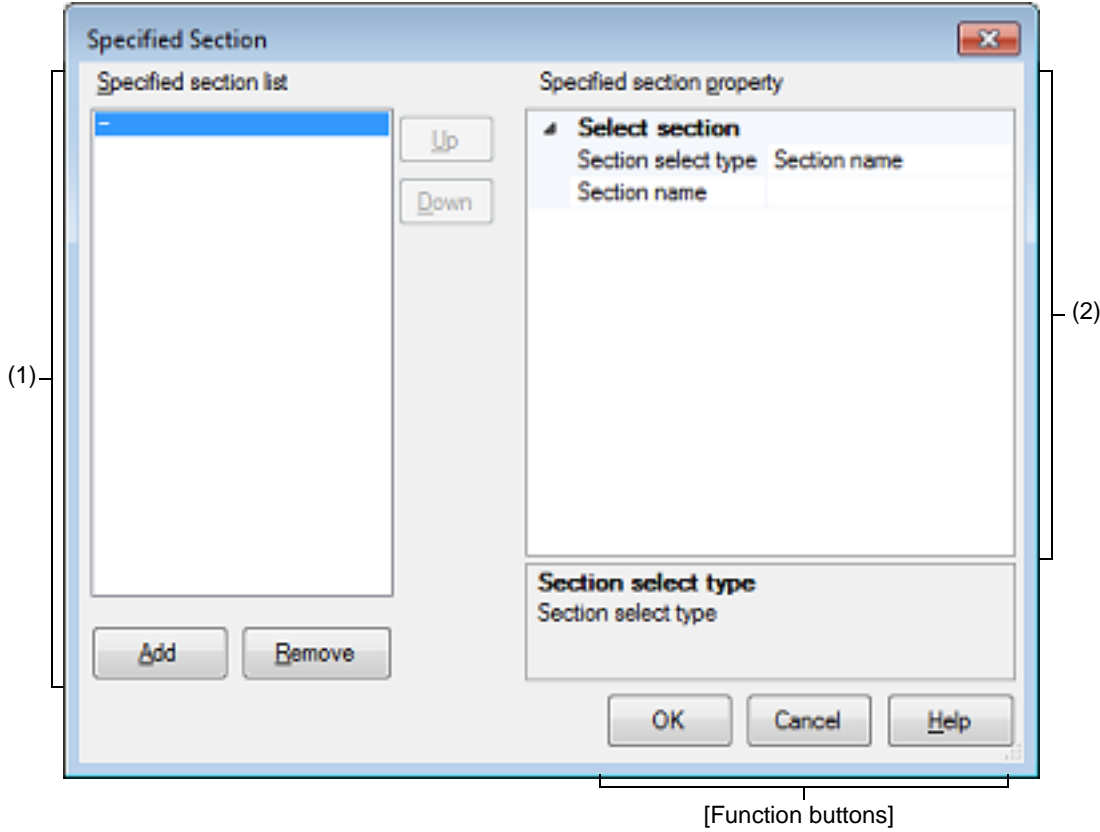 Specified Section
Specified section list
Specified section property
–
Up
Down
Select section
Section select type Section name
Section name
(1)
(2)
Section select type
Section select type
Add Remove
OK Cancel Help
[Function buttons]